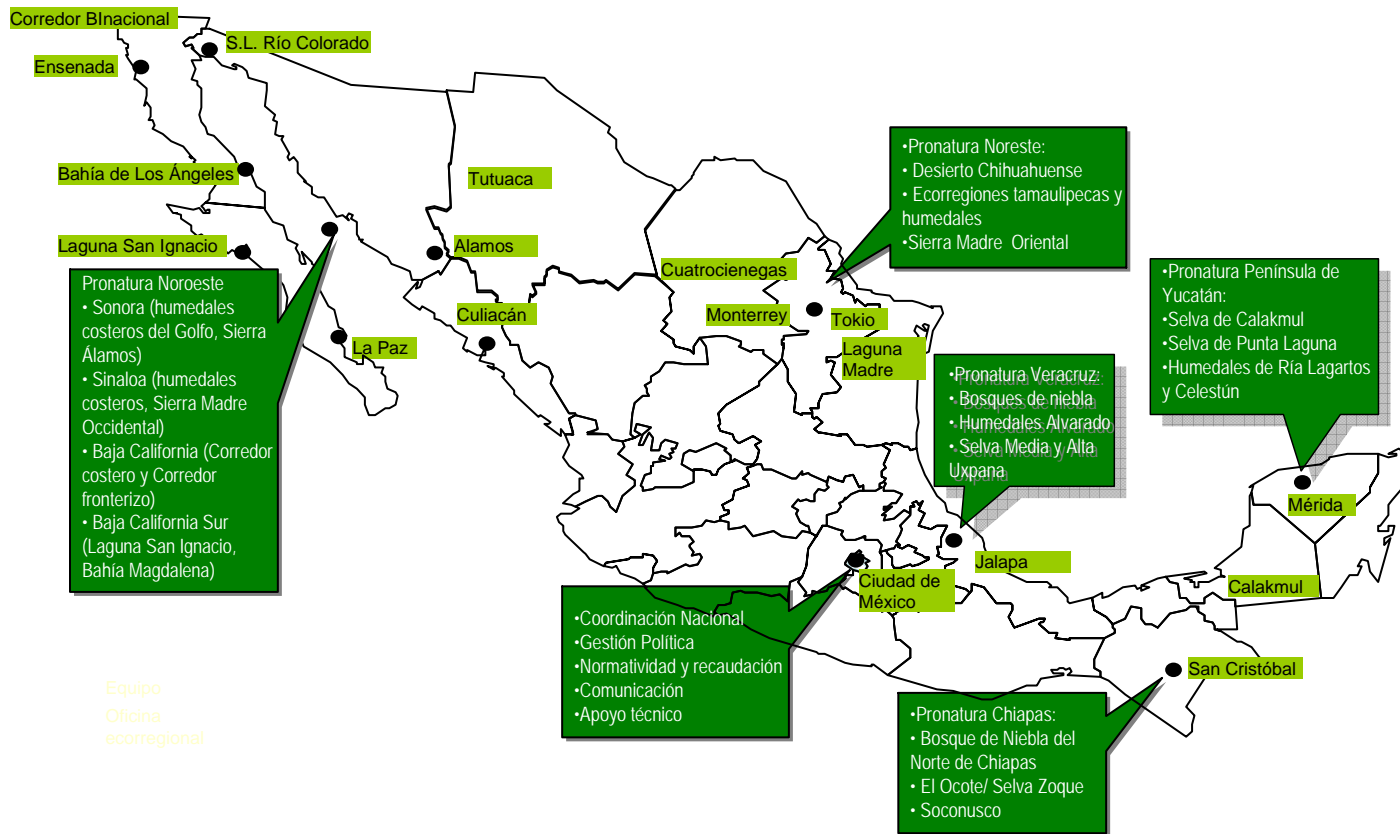 Corredor BInacional
S.L. Río Colorado
Ensenada
Bahía de Los Ángeles
Tutuaca
Laguna San Ignacio
Alamos
Cuatrocienegas
Culiacán
Monterrey
Tokio
La Paz
Laguna
Madre
Pronatura Noroeste
• Sonora (humedales
costeros del Golfo, Sierra
Álamos)
• Sinaloa (humedales
costeros, Sierra Madre
Occidental)
• Baja California (Corredor
costero y Corredor
fronterizo)
• Baja California Sur
(Laguna San Ignacio,
Bahía Magdalena)
•Pronatura Noreste:
• Desierto Chihuahuense
• Ecorregiones tamaulipecas y
humedales
•Sierra Madre  Oriental
•Pronatura Península de
Yucatán:
•Selva de Calakmul
•Selva de Punta Laguna
•Humedales de Ría Lagartos
y Celestún
•Pronatura Veracruz:
• Bosques de niebla
• Humedales Alvarado
• Selva Media y Alta
Uxpana
Mérida
Jalapa
Ciudad de
México
Calakmul
San Cristóbal
•Coordinación Nacional
•Gestión Política
•Normatividad y recaudación
•Comunicación
•Apoyo técnico
•Pronatura Chiapas:
• Bosque de Niebla del
Norte de Chiapas
• El Ocote/ Selva Zoque
• Soconusco
Equipo
Oficina
ecorregional